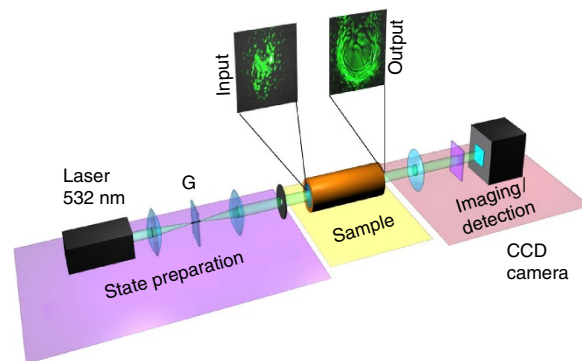 Input
Output
Laser
532 nm
G
State preparation
Sample
Imaging/
detection
CCD
camera